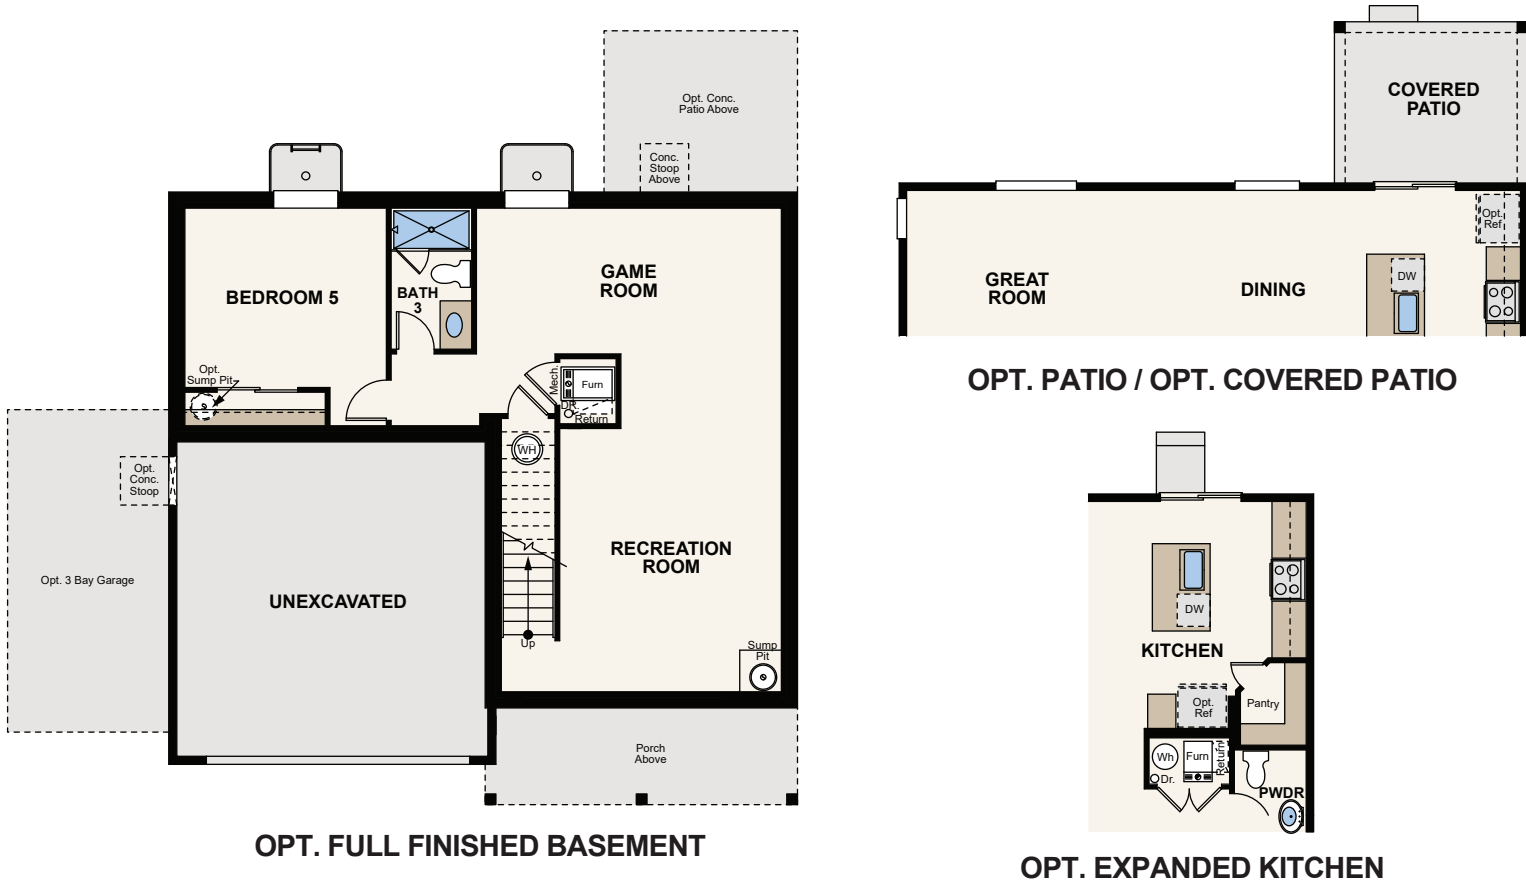 Opt. Conc.
Patio Above
Conc.
Stoop
Above
BEDROOM 5
BATH
3
GAME
ROOM
Opt.
Sump Pit
Mech.
Furn
DR.
Return
WH
Opt.
Conc.
Stoop
Opt. 3 Bay Garage
UNEXCAVATED
RECREATION
ROOM
Up
Sump
Pit
Porch
Above
OPT. FULL FINISHED BASEMENT
COVERED
PATIO
Opt.
Ref
GREAT
ROOM
DINING
DW
OPT. PATIO / OPT. COVERED PATIO
DW
KITCHEN
Opt.
Ref
Pantry
Wh
Furn
Return
Dr.
PWDR
OPT. EXPANDED KITCHEN